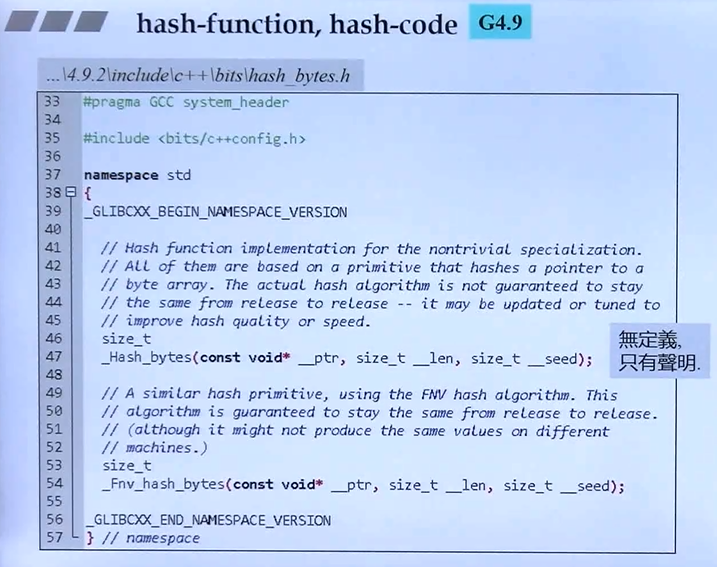 hash-function, hash-code G4.9
...\4.9.2\include\c++\bits\hash_bytes.h
33 #pragma GCC system_header
34
35 #include <bits/c++config.h>
36
37 namespace std
38 {
39 _GLIBCXX_BEGIN_NAMESPACE_VERSION
40
41 // Hash function implementation for the nontrivial specialization.
42 // All of them are based on a primitive that hashes a pointer to a
43 // byte array. The actual hash algorithm is not guaranteed to stay
44 // the same from release to release -- it may be updated or tuned to
45 // improve hash quality or speed.
46 size_t
47 _Hash_bytes(const void* __ptr, size_t __len, size_t __seed);
無定義,
只有聲明.
48
49 // A similar hash primitive, using the FNV hash algorithm. This
50 // algorithm is guaranteed to stay the same from release to release.
51 // (although it might not produce the same values on different
52 // machines.)
53 size_t
54 _Fnv_hash_bytes(const void* __ptr, size_t __len, size_t __seed);
55
56 _GLIBCXX_END_NAMESPACE_VERSION
57 } // namespace